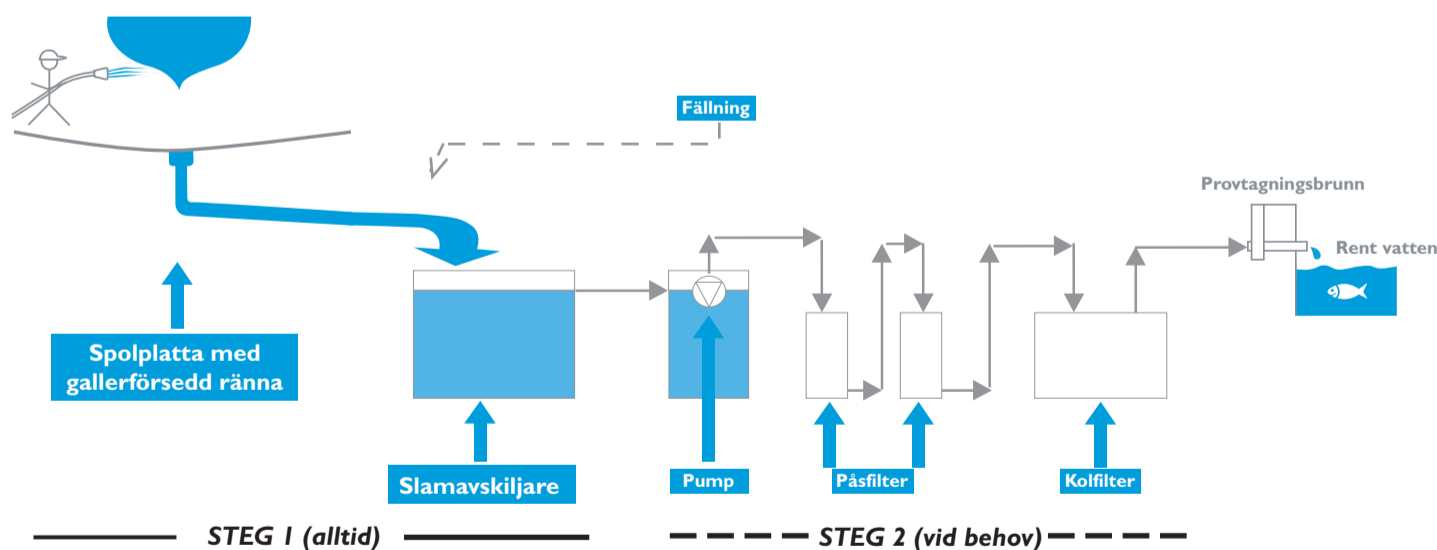 Fällning
Provtagningsbrunn
Rent vatten
Spolplatta med
gallerförsedd ränna
Slamavskiljare
Pump
Påsfilter
Kolfilter
STEG 1 (alltid)
STEG 2 (vid behov)